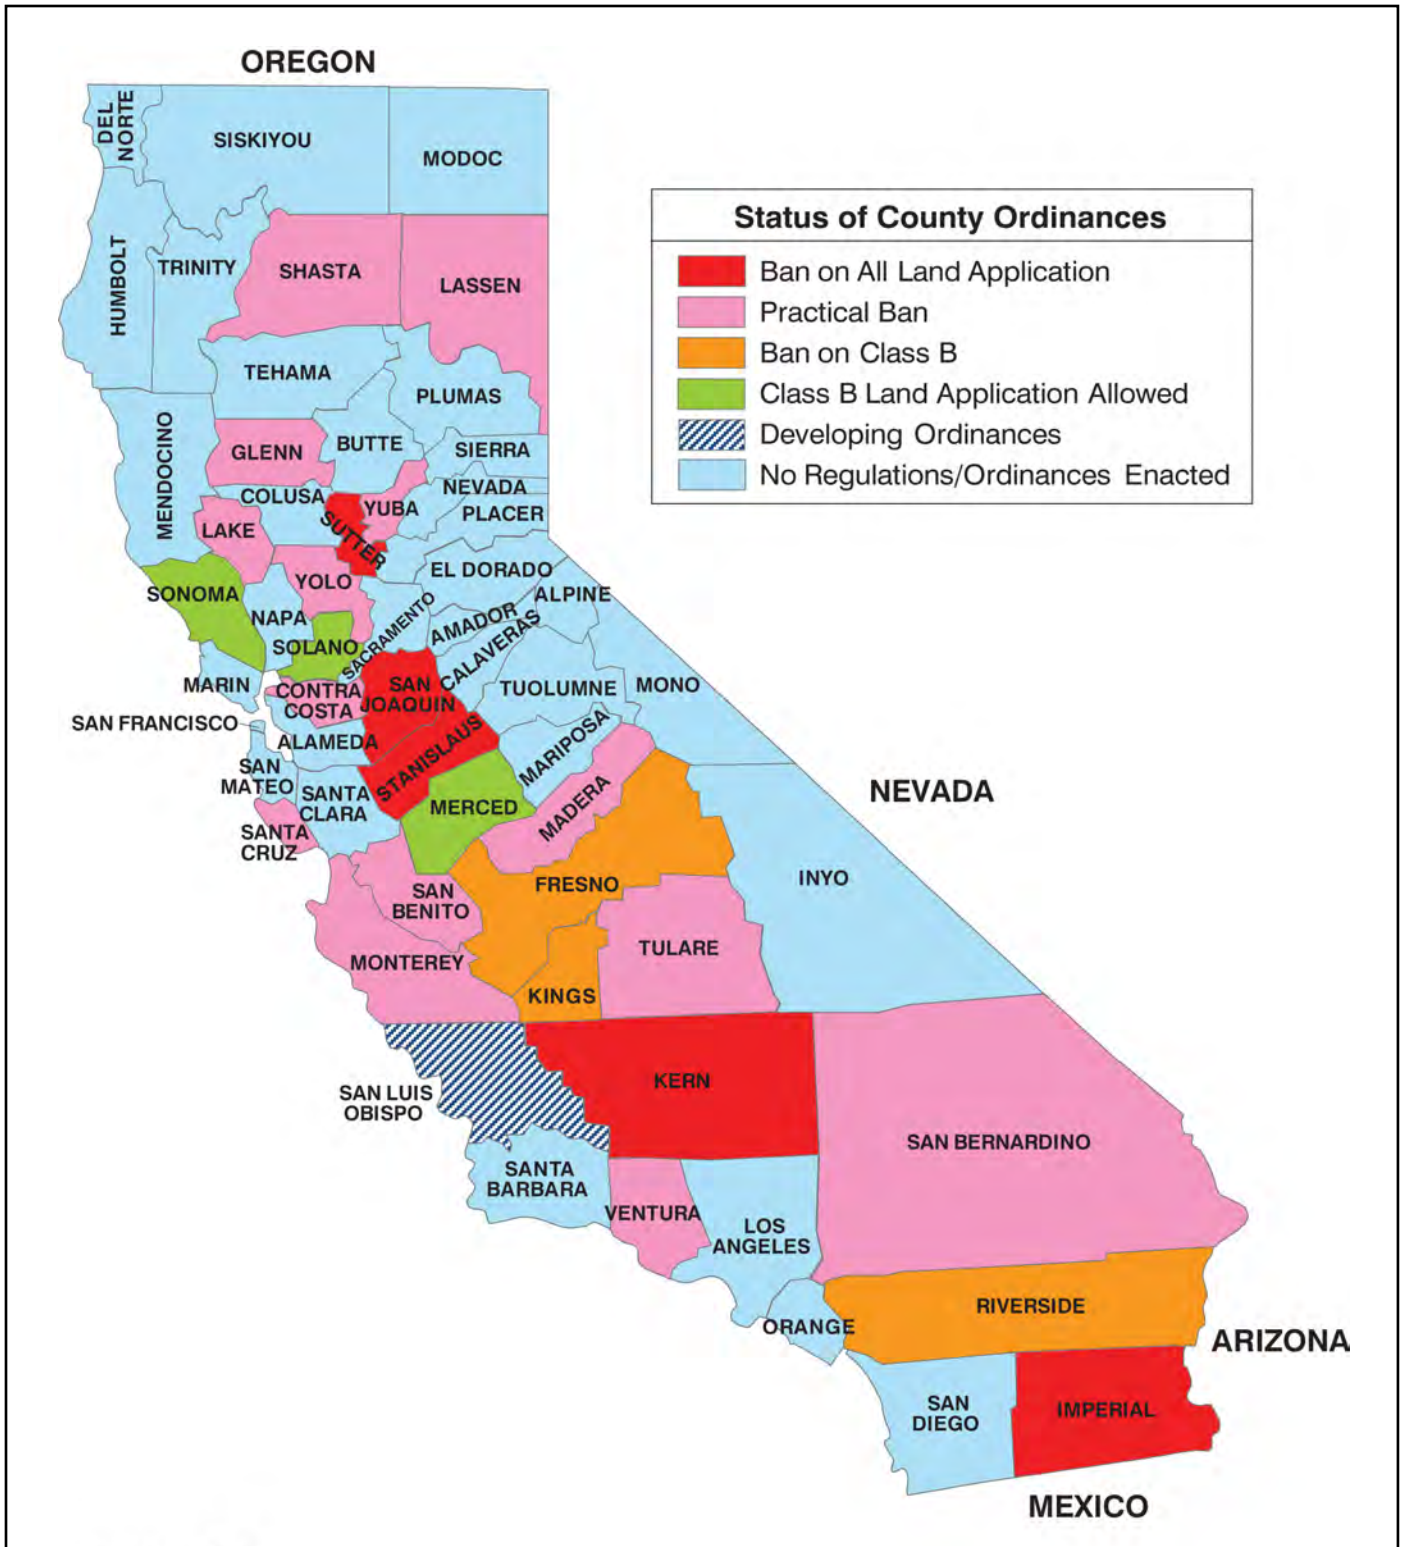 OREGON
DEL
NORTE
SISKIYOU
MODOC
HUMBOLT
TRINITY
SHASTA
LASSEN
Status of County Ordinances
Ban on All Land Application
Practical Ban
Ban on Class B
Class B Land Application Allowed
Developing Ordinances
No Regulations/Ordinances Enacted
TEHAMA
PLUMAS
MENDOCINO
GLENN
BUTTE
SIERRA
COLUSA
NEVADA
YUBA
PLACER
LAKE
SUTTER
SONOMA
YOLO
EL DORADO
ALPINE
NAPA
SACRAMENTO
AMADOR
SOLANO
CALAVERAS
MARIN
CONTRA
COSTA
SAN
JOAQUIN
TUOLUMNE
MONO
SAN FRANCISCO
ALAMEDA
STANISLAUS
MARIPOSA
SAN
MATEO
SANTA
CLARA
MERCED
MADERA
NEVADA
SANTA
CRUZ
SAN
BENITO
FRESNO
INYO
MONTEREY
TULARE
KINGS
SAN LUIS
OBISPO
KERN
SAN BERNARDINO
SANTA
BARBARA
VENTURA
LOS
ANGELES
ORANGE
RIVERSIDE
ARIZONA
SAN
DIEGO
IMPERIAL
MEXICO